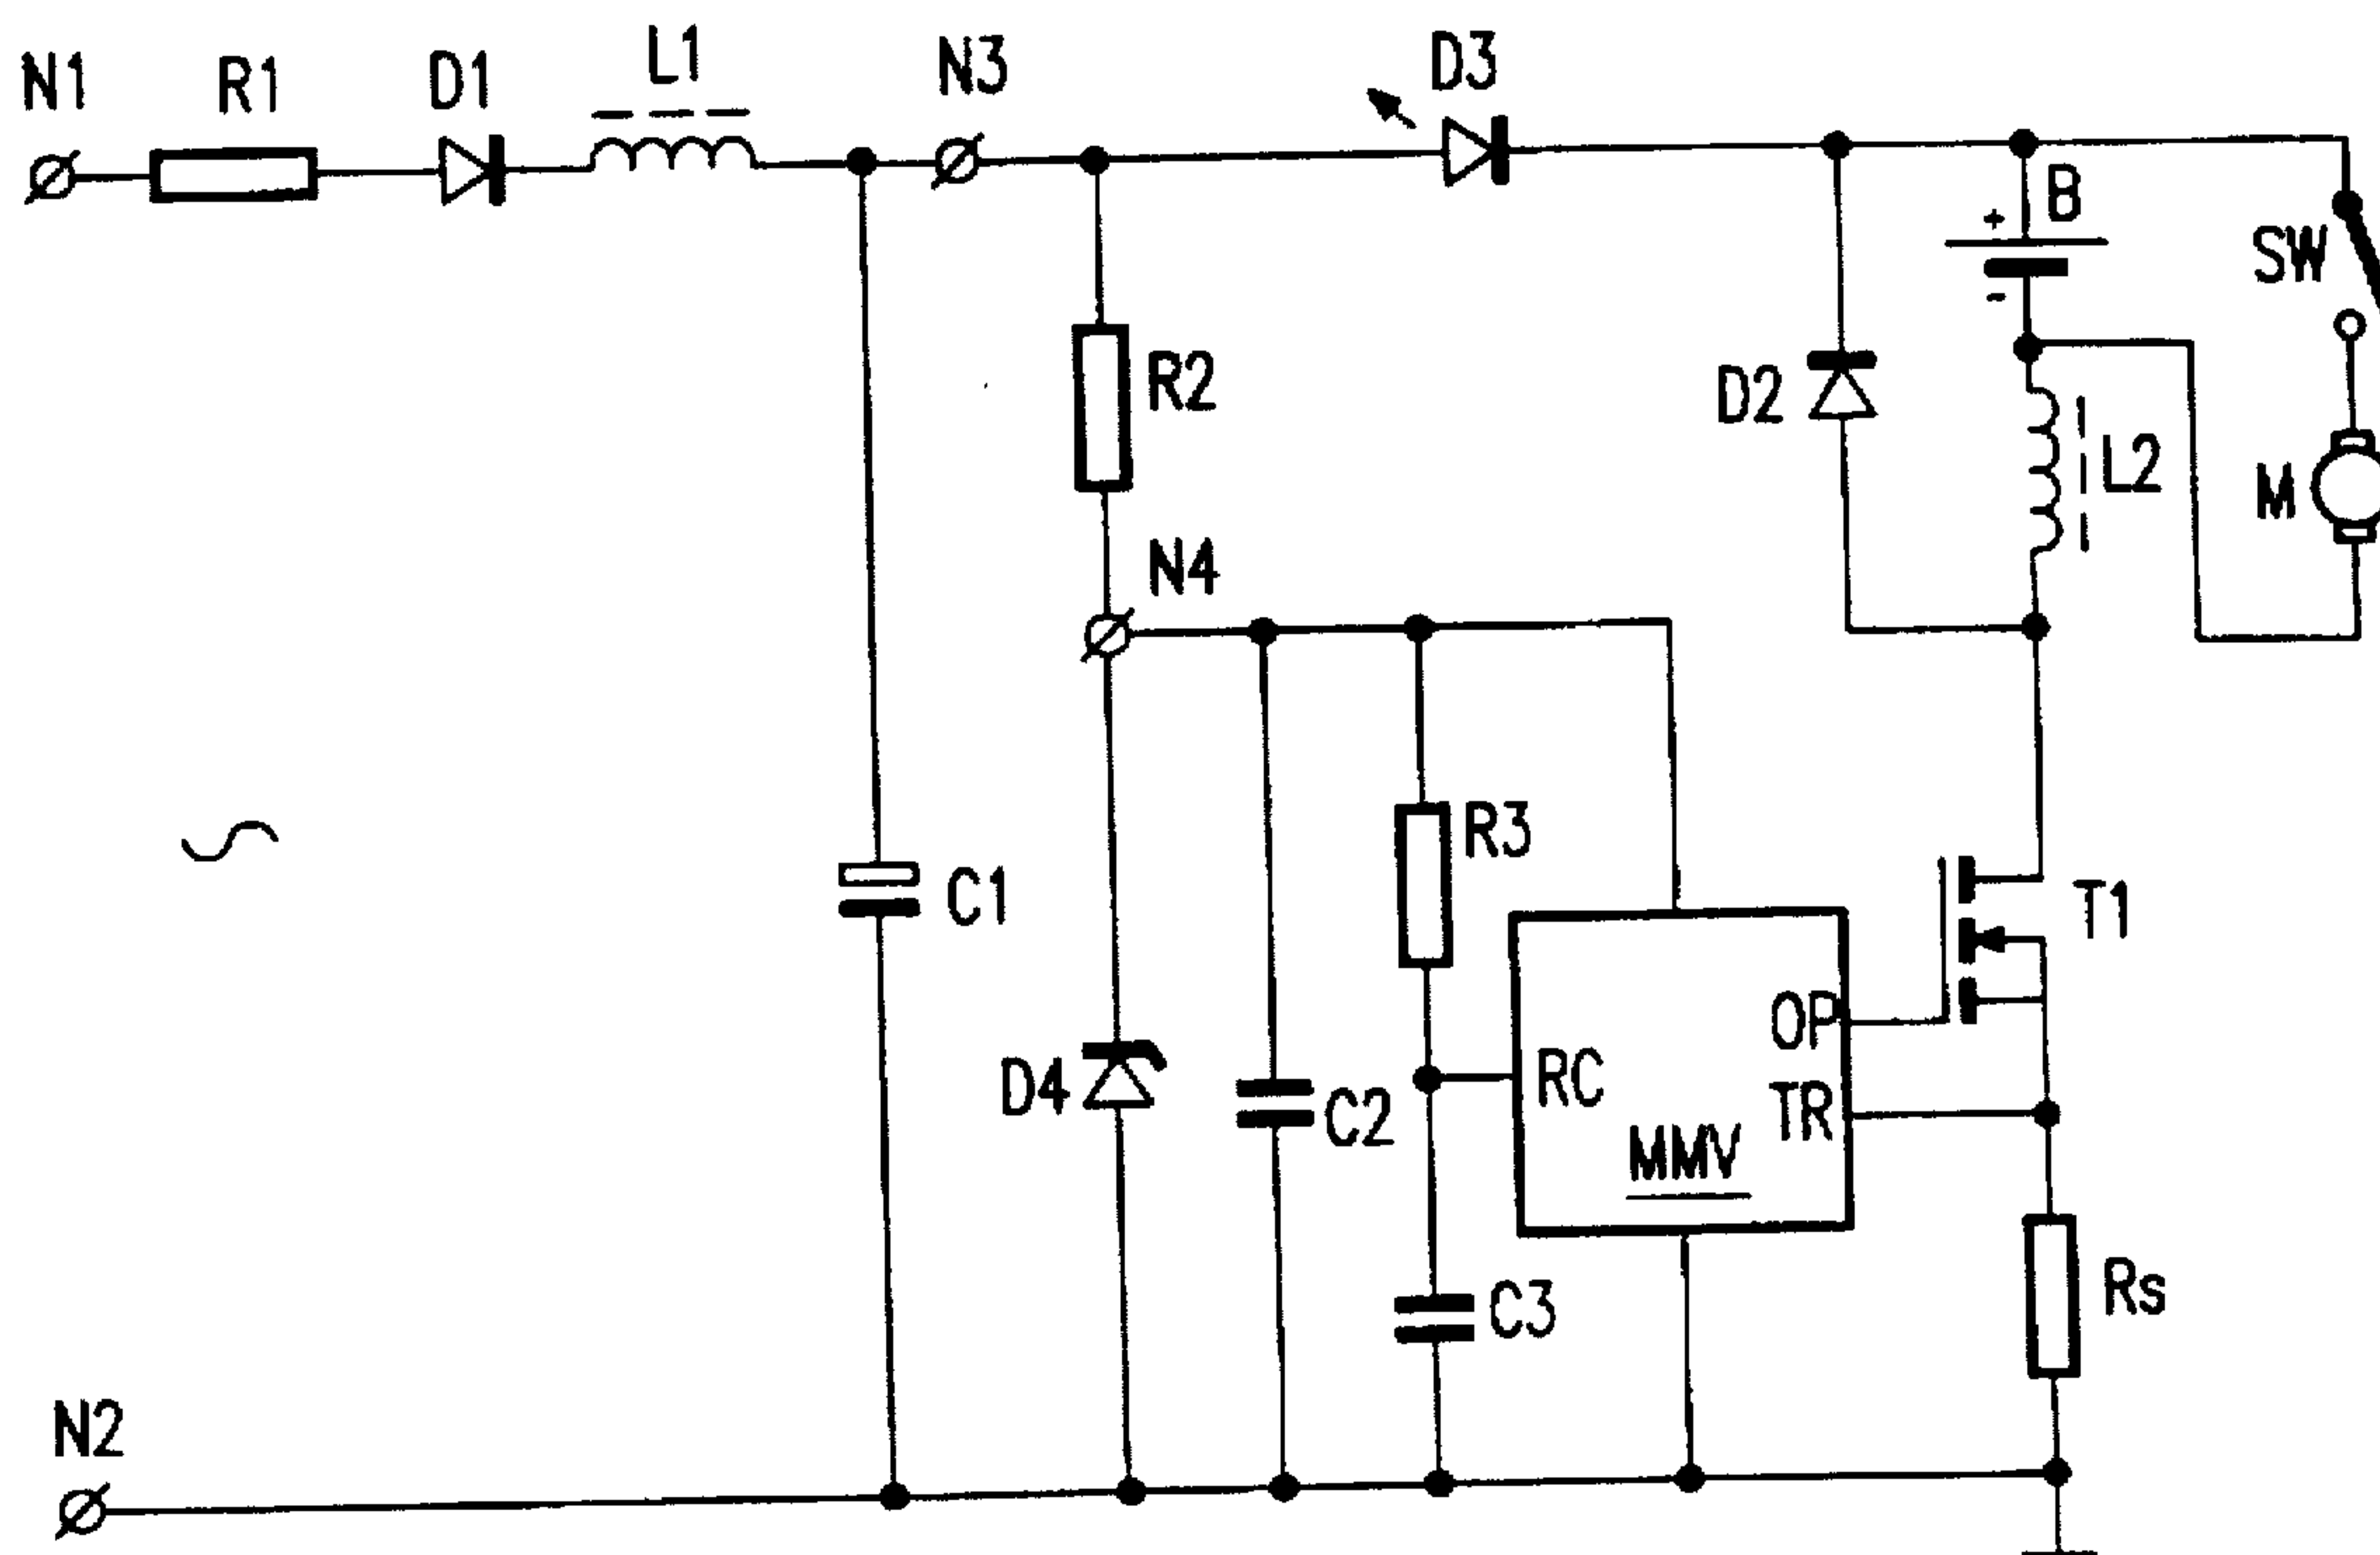 N1
R1
D1
L1
N3
D3
B
+
-
SW
R2
D2
L2
M
N4
R3
C1
T1
OP
RC
TR
D4
C2
MMV
C3
Rs
N2